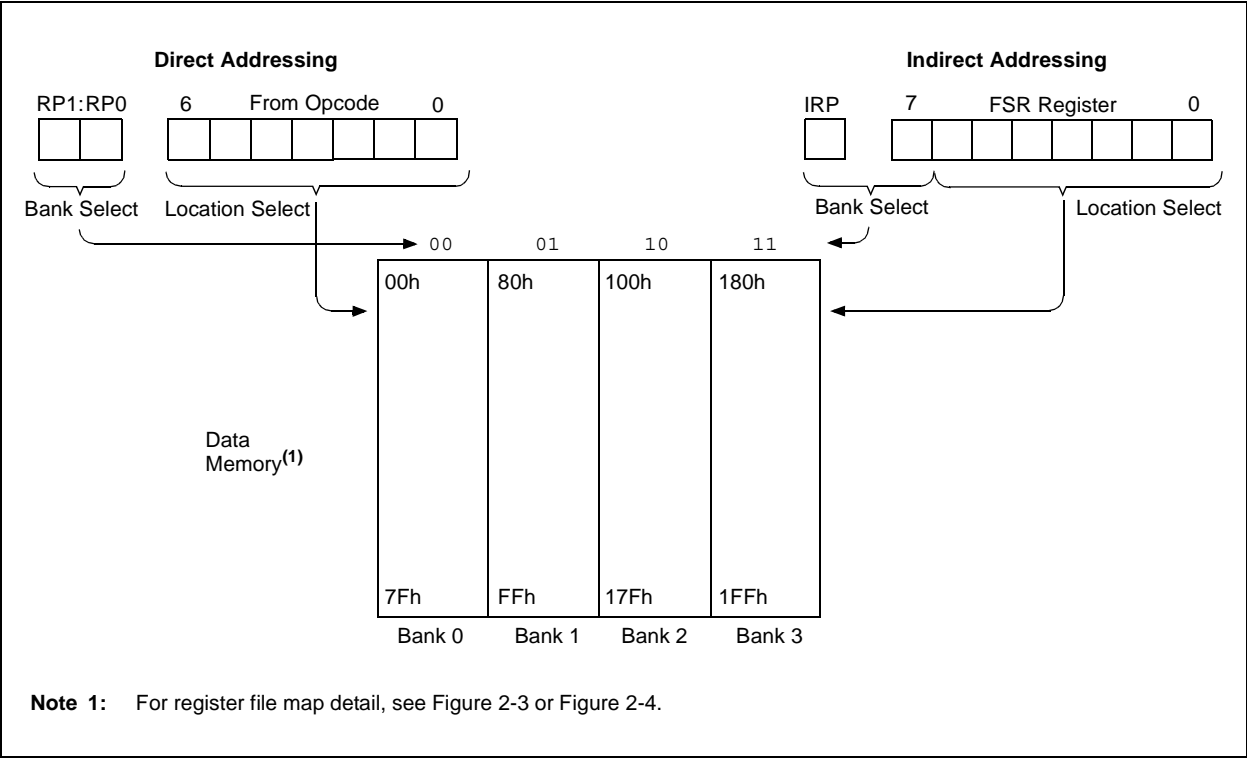 Direct Addressing
Indirect Addressing
RP1:RP0 6 From Opcode 0
IRP 7 FSR Register 0
Bank Select Location Select
Bank Select Location Select
00 01 10 11
00h 80h 100h 180h
Data
Memory(1)
7Fh FFh 17Fh 1FFh
Bank 0 Bank 1 Bank 2 Bank 3
Note 1: For register file map detail, see Figure 2-3 or Figure 2-4.